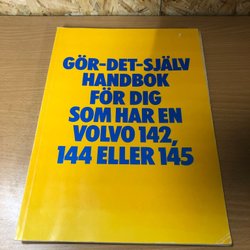 GÖR-DET-SJÄLV
HANDBOK
FÖR DIG
SOM HAR EN
VOLVO 142,
144 ELLER 145